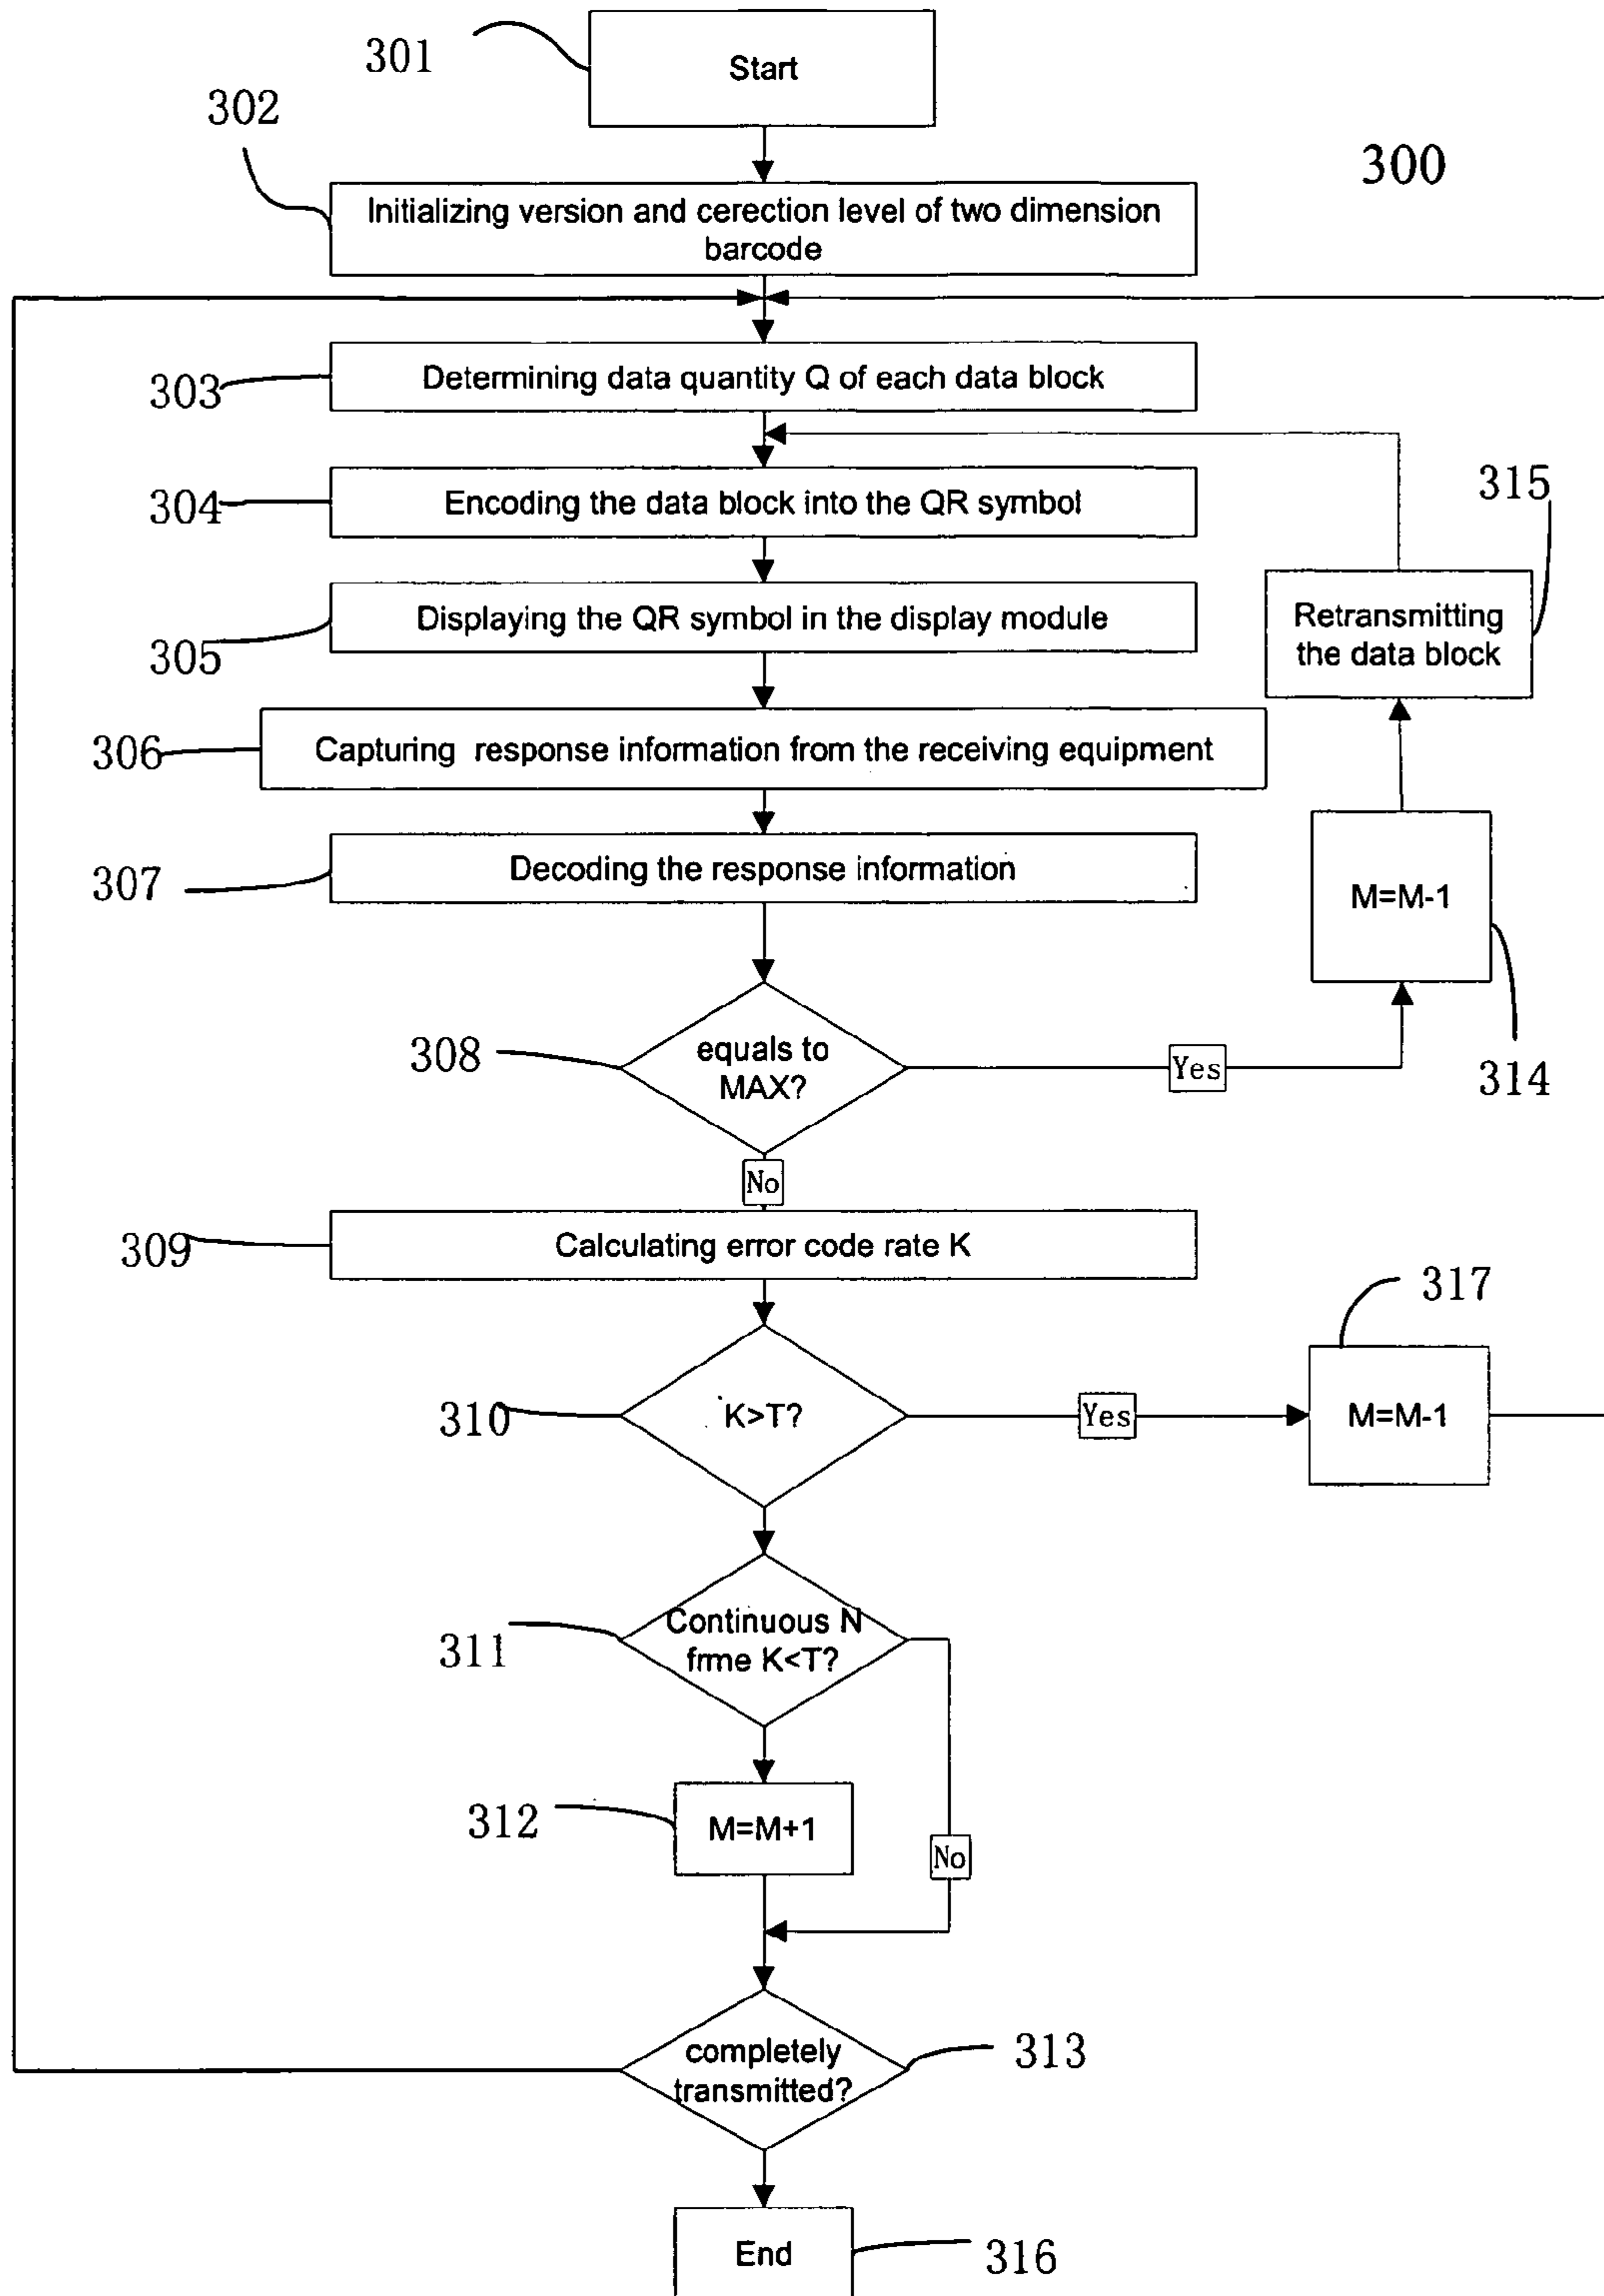 301
Start
302
300
Initializing version and cerection level of two dimension
barcode
303
Determining data quantity Q of each data block
304
Encoding the data block into the QR symbol
315
305
Displaying the QR symbol in the display module
Retransmitting
the data block
306
Capturing response information from the receiving equipment
307
Decoding the response information
M=M-1
314
308
equals to
MAX?
Yes
No
309
Calculating error code rate K
317
310
K>T?
Yes
M=M-1
311
Continuous N
frme K<T?
312
M=M+1
No
completely
transmitted?
313
End
316